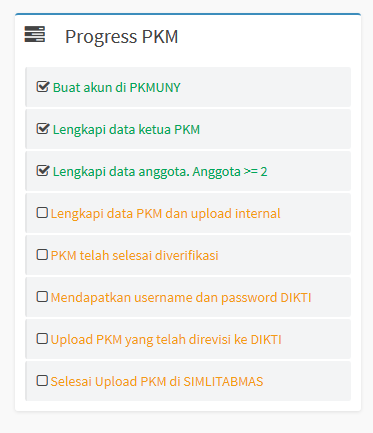 Progress PKM
Buat akun di PKMUNY
Lengkapi data ketua PKM
Lengkapi data anggota. Anggota >= 2
Lengkapi data PKM dan upload internal
PKM telah selesai diverifikasi
Mendapatkan username dan password DIKTI
Upload PKM yang telah direvisi ke DIKTI
Selesai Upload PKM di SIMLITABMAS